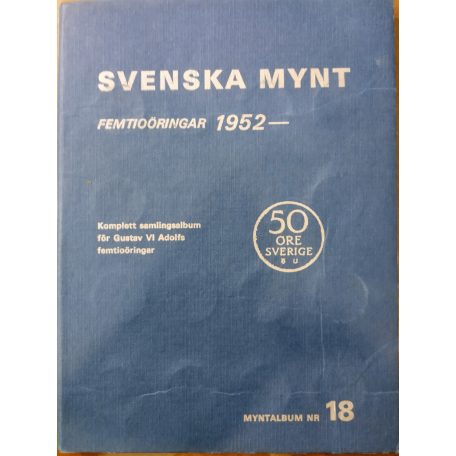 SVENSKA MYNT
FEMTIOÖRINGAR 1952—
Komplett samlingsalbum
för Gustav VI Adolfs
femtioöringar
50
ÖRE
SVERIGE
U
MYNTALBUM NR 18